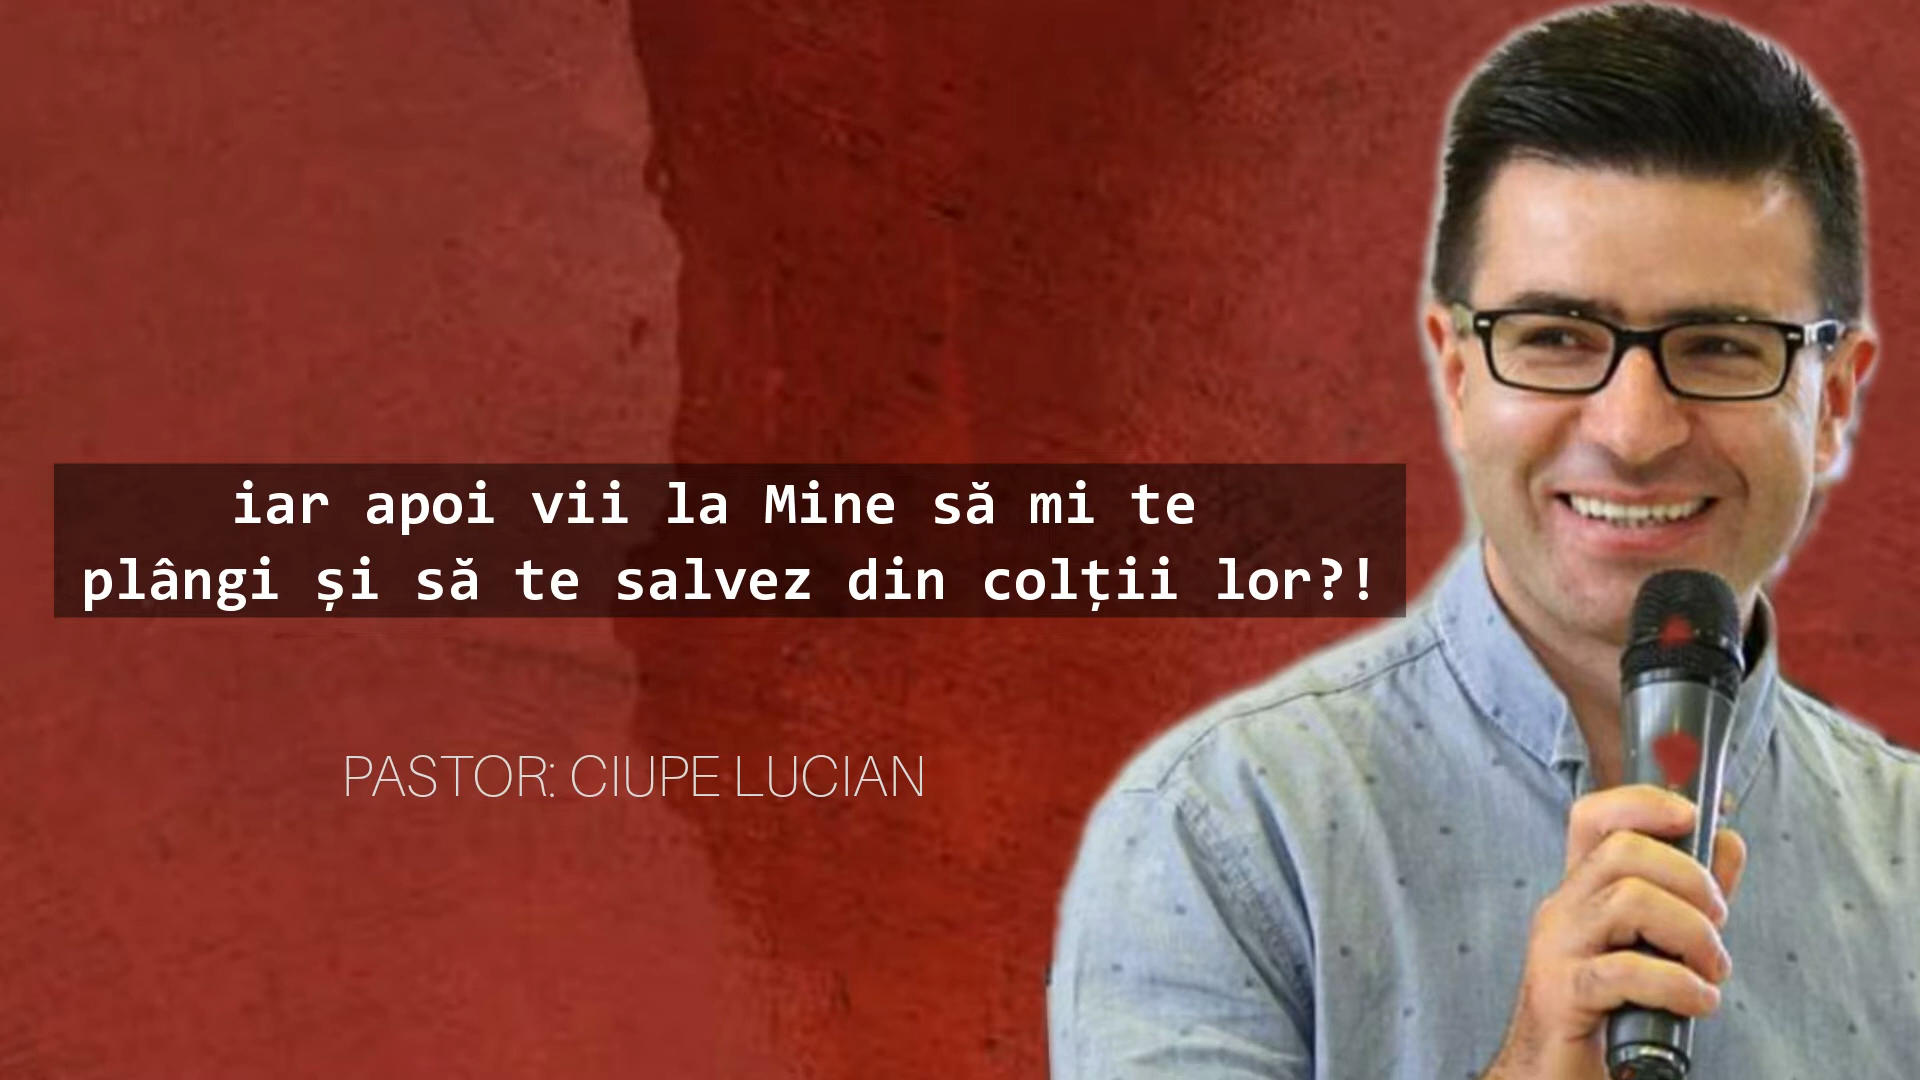 iar apoi vii la Mine să mi te
plângi și să te salvez din colții lor?!
PASTOR: CIUPE LUCIAN